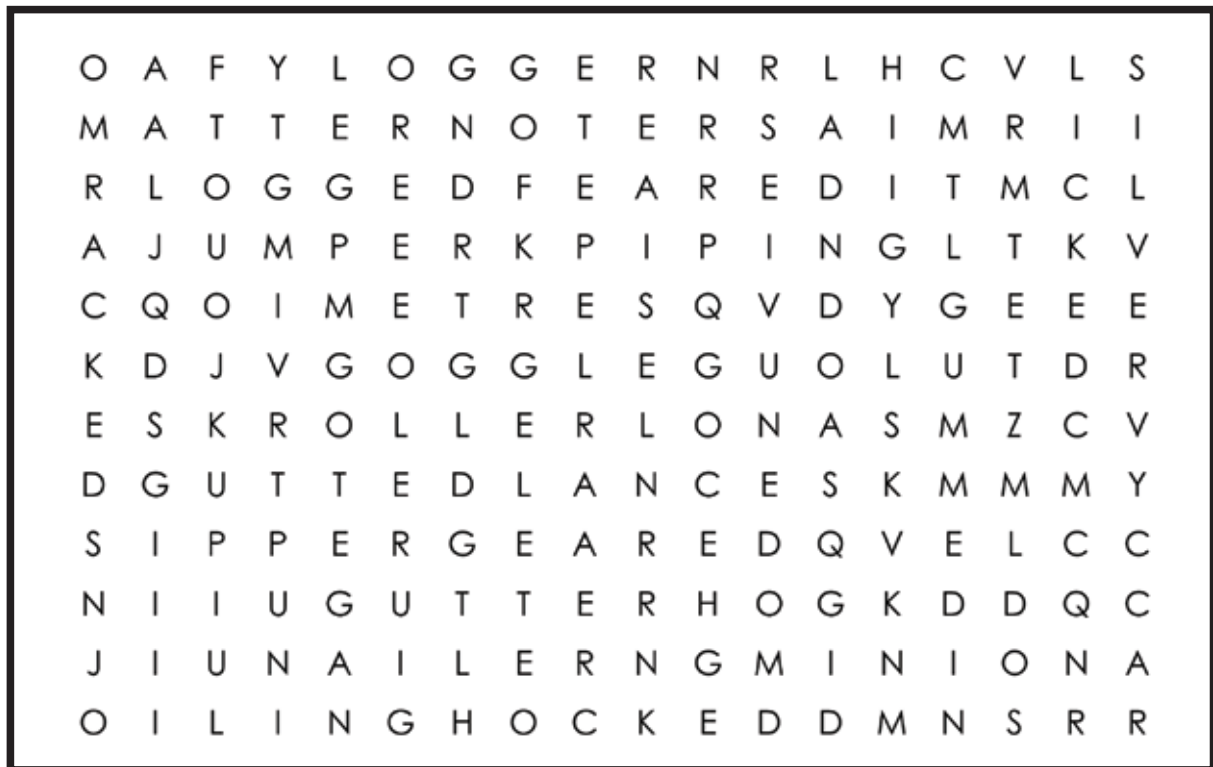 O A F Y L O G G E R N R L H C V L S
M A T T E R N O T E R S A I M R I I
R L O G G E D F E A R E D I T M C L
A J U M P E R K P I P I N G L T K V
C Q O I M E T R E S Q V D Y G E E E
K D J V G O G G L E G U O L U T D R
E S K R O L L E R L O N A S M Z C V
D G U T T E D L A N C E S K M M M Y
S I P P E R G E A R E D Q V E L C C
N I I U G U T T E R H O G K D D Q C
J I U N A I L E R N G M I N I O N A
O I L I N G H O C K E D D M N S R R